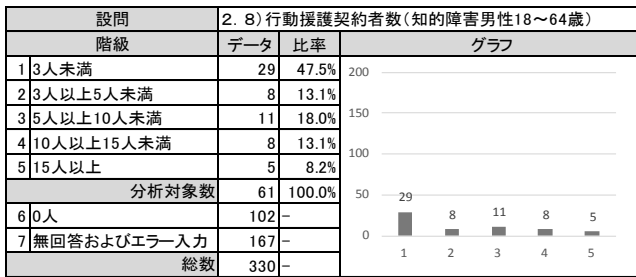 設問 2．8）行動援護契約者数（知的障害男性18～64歳）
階級 データ 比率 グラフ
1 3人未満 29 47.5%
2 3人以上5人未満 8 13.1%
3 5人以上10人未満 11 18.0%
4 10人以上15人未満 8 13.1%
5 15人以上 5 8.2%
分析対象数 61 100.0%
6 0人 102 －
7 無回答およびエラー入力 167 －
総数 330 －
200
150
100
50
0
29 8 11 8 5
1 2 3 4 5